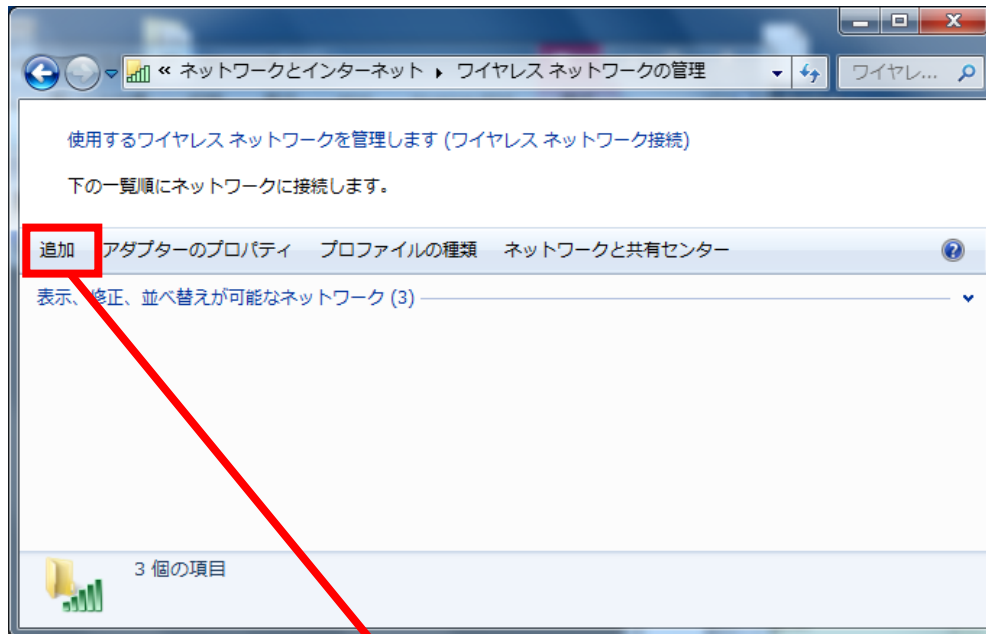 « ネットワークとインターネット ▸ ワイヤレス ネットワークの管理
ワイヤレ...
使用するワイヤレス ネットワークを管理します (ワイヤレス ネットワーク接続)
下の一覧順にネットワークに接続します。
追加 アダプターのプロパティ プロファイルの種類 ネットワークと共有センター
表示、修正、並べ替えが可能なネットワーク (3)
3 個の項目